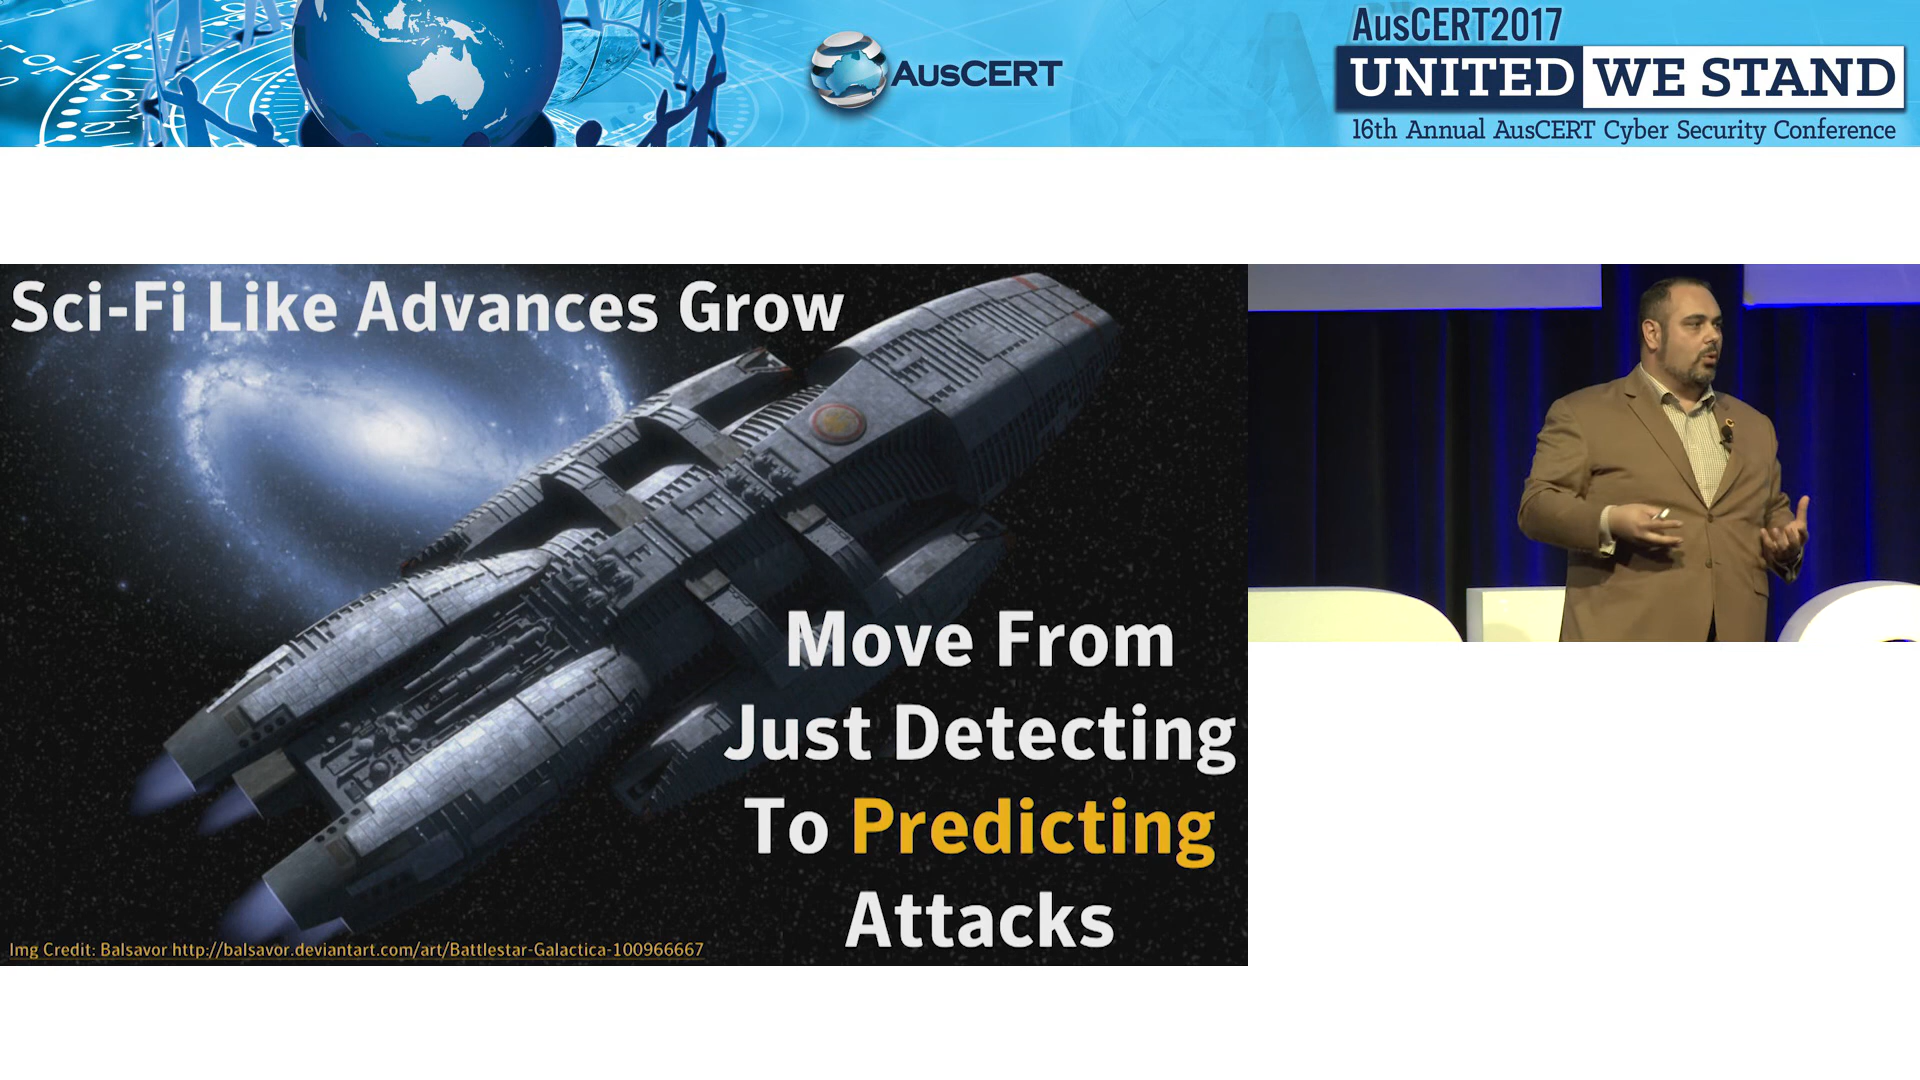 AusCERT
AusCERT2017
UNITED WE STAND
16th Annual AusCERT Cyber Security Conference
Sci-Fi Like Advances Grow
Move From
Just Detecting
To Predicting
Attacks
Img Credit: Balsavor http://balsavor.deviantart.com/art/Battlestar-Galactica-100966667